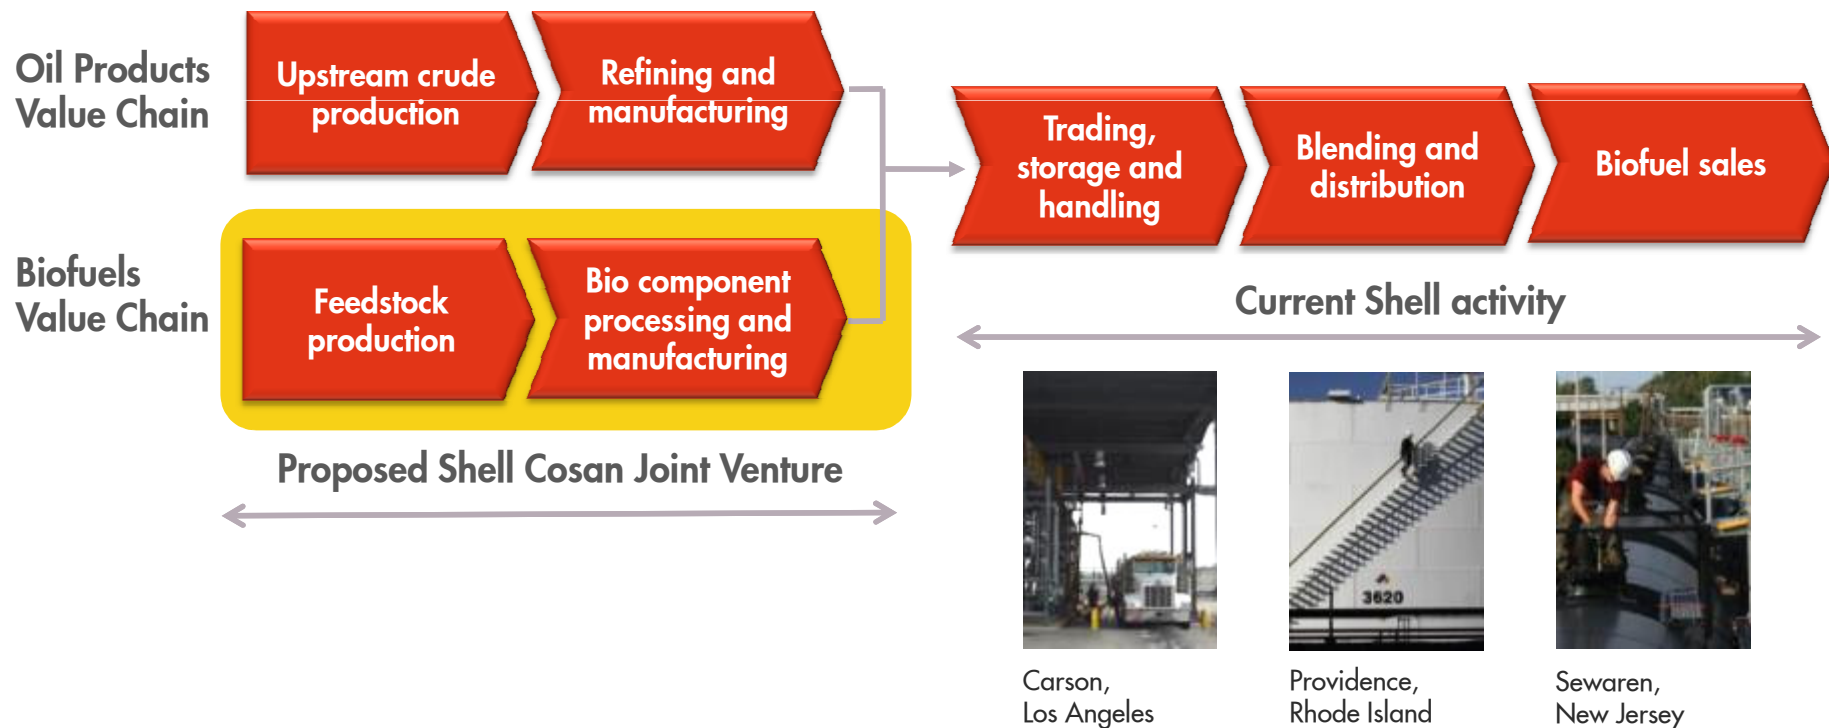 Oil Products
Value Chain
Upstream crude
production
Refining and
manufacturing
Trading,
storage and
handling
Blending and
distribution
Biofuel sales
Biofuels
Value Chain
Feedstock
production
Bio component
processing and
manufacturing
Current Shell activity
Proposed Shell Cosan Joint Venture
3620
Carson,
Los Angeles
Providence,
Rhode Island
Sewaren,
New Jersey